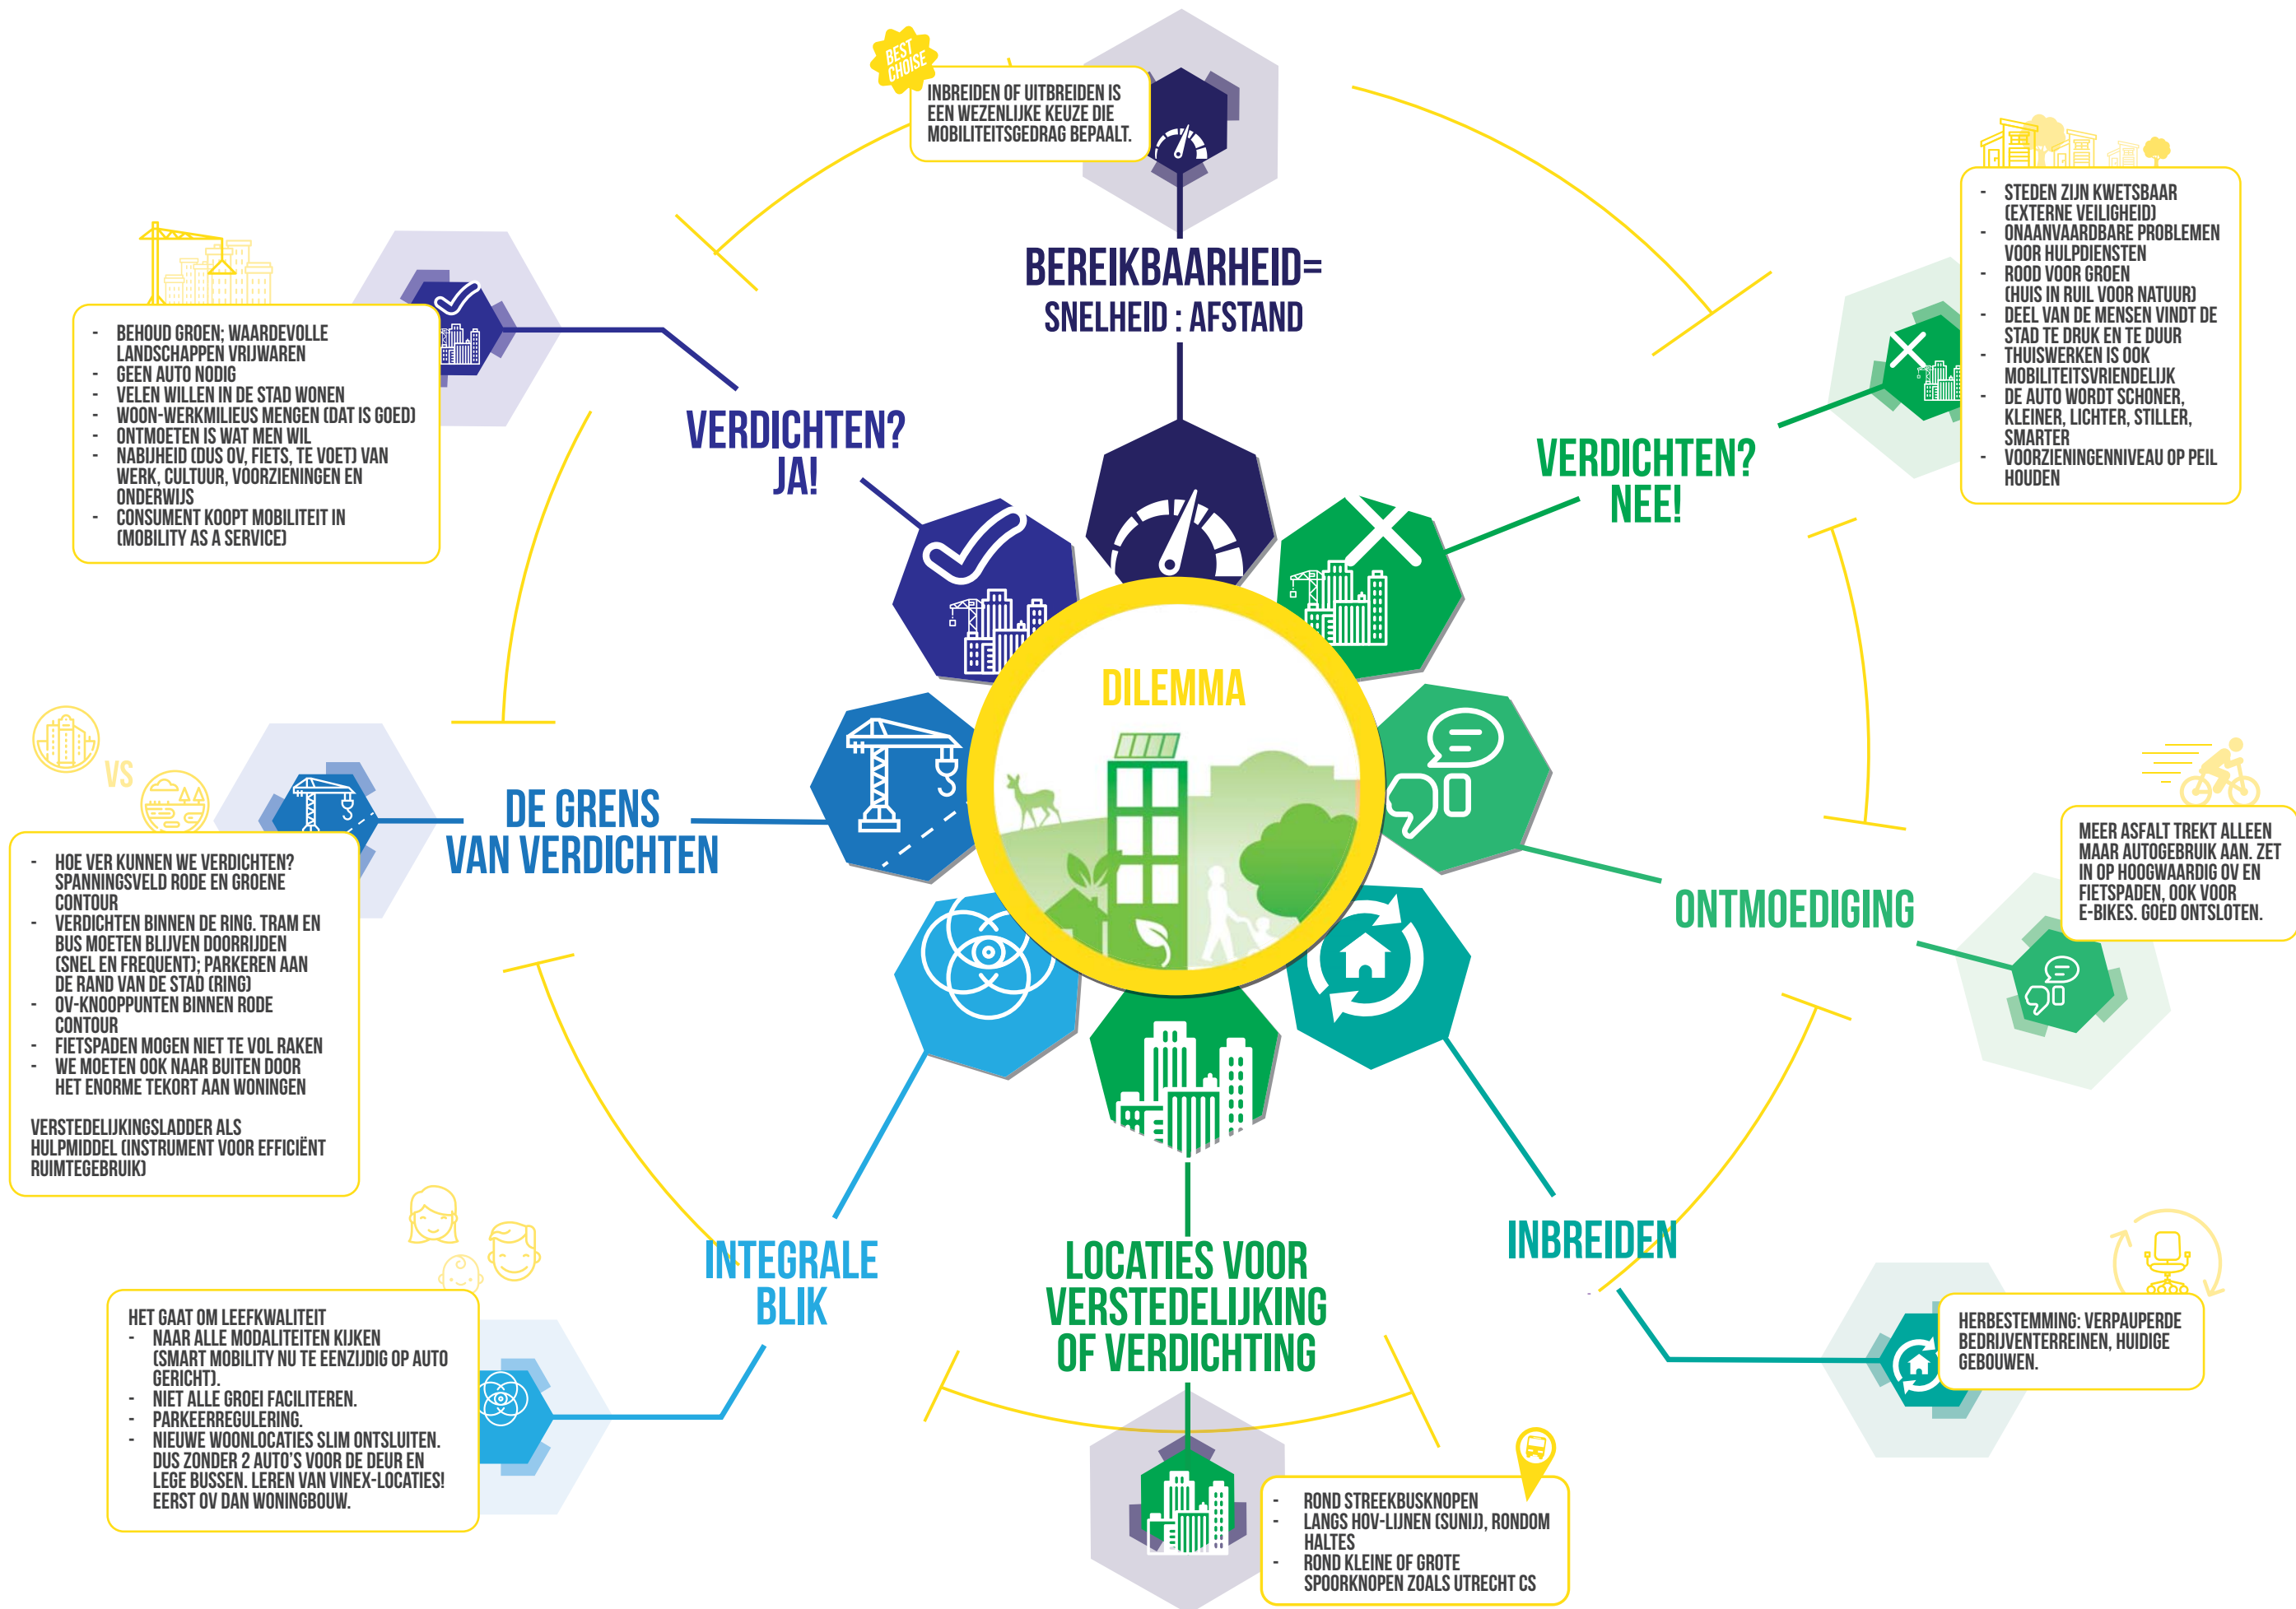 BEST
CHOISE
INBREIDEN OF UITBREIDEN IS
EEN WEZENLIJKE KEUZE DIE
MOBILITEITSGEDRAG BEPAALT.
BEREIKBAARHEID=
SNELHEID : AFSTAND
VERDICHTEN?
JA!
- BEHOUD GROEN; WAARDEVOLLE
LANDSCHAPPEN VRIJWAREN
- GEEN AUTO NODIG
- VELEN WILLEN IN DE STAD WONEN
- WOON-WERKMILIEUS MENGEN (DAT IS GOED)
- ONTMOETEN IS WAT MEN WIL
- NABIJHEID (DUS OV, FIETS, TE VOET) VAN
WERK, CULTUUR, VOORZIENINGEN EN
ONDERWIJS
- CONSUMENT KOOPT MOBILITEIT IN
(MOBILITY AS A SERVICE)
VERDICHTEN?
NEE!
- STEDEN ZIJN KWETSBAAR
(EXTERNE VEILIGHEID)
- ONAANVAARDBARE PROBLEMEN
VOOR HULPDIENSTEN
- ROOD VOOR GROEN
(HUIS IN RUIL VOOR NATUUR)
- DEEL VAN DE MENSEN VINDT DE
STAD TE DRUK EN TE DUUR
- THUISWERKEN IS OOK
MOBILITEITSVRIENDELIJK
- DE AUTO WORDT SCHONER,
KLEINER, LICHTER, STILLER,
SMARTER
- VOORZIENINGENNIVEAU OP PEIL
HOUDEN
DILEMMA
VS
DE GRENS
VAN VERDICHTEN
- HOE VER KUNNEN WE VERDICHTEN?
SPANNINGSVELD RODE EN GROENE
CONTOUR
- VERDICHTEN BINNEN DE RING. TRAM EN
BUS MOETEN BLIJVEN DOORRIJDEN
(SNEL EN FREQUENT); PARKEREN AAN
DE RAND VAN DE STAD (RING)
- OV-KNOOPPUNTEN BINNEN RODE
CONTOUR
- FIETSPADEN MOGEN NIET TE VOL RAKEN
- WE MOETEN OOK NAAR BUITEN DOOR
HET ENORME TEKORT AAN WONINGEN
VERSTEDELIJKINGSLADDER ALS
HULPMIDDEL (INSTRUMENT VOOR EFFICIËNT
RUIMTEGEBRUIK)
ONTMOEDIGING
MEER ASFALT TREKT ALLEEN
MAAR AUTOGEBRUIK AAN. ZET
IN OP HOOGWAARDIG OV EN
FIETSPADEN, OOK VOOR
E-BIKES. GOED ONTSLOTEN.
INTEGRALE
BLIK
HET GAAT OM LEEFKWALITEIT
- NAAR ALLE MODALITEITEN KIJKEN
(SMART MOBILITY NU TE EENZIJDIG OP AUTO
GERICHT).
- NIET ALLE GROEI FACILITEREN.
- PARKEERREGULERING.
- NIEUWE WOONLOCATIES SLIM ONTSLUITEN.
DUS ZONDER 2 AUTO'S VOOR DE DEUR EN
LEGE BUSSEN. LEREN VAN VINEX-LOCATIES!
EERST OV DAN WONINGBOUW.
LOCATIES VOOR
VERSTEDELIJKING
OF VERDICHTING
- ROND STREEKBUSKNOPEN
- LANGS HOV-LIJNEN (SUNIJ), RONDOM
HALTES
- ROND KLEINE OF GROTE
SPOORKNOPEN ZOALS UTRECHT CS
INBREIDEN
HERBESTEMMING: VERPAUPERDE
BEDRIJVENTERREINEN, HUIDIGE
GEBOUWEN.